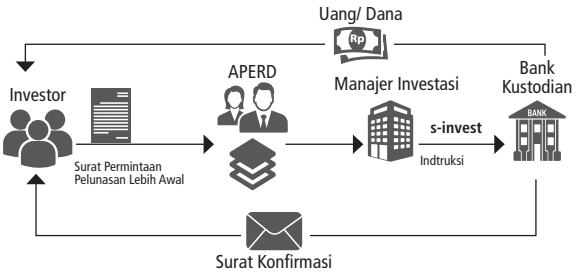 Uang/ Dana
Rp
APERD
Manajer Investasi
Bank
Kustodian
Investor
BANK
s-invest
Surat Permintaan
Pelunasan Lebih Awal
Indtruksi
Surat Konfirmasi